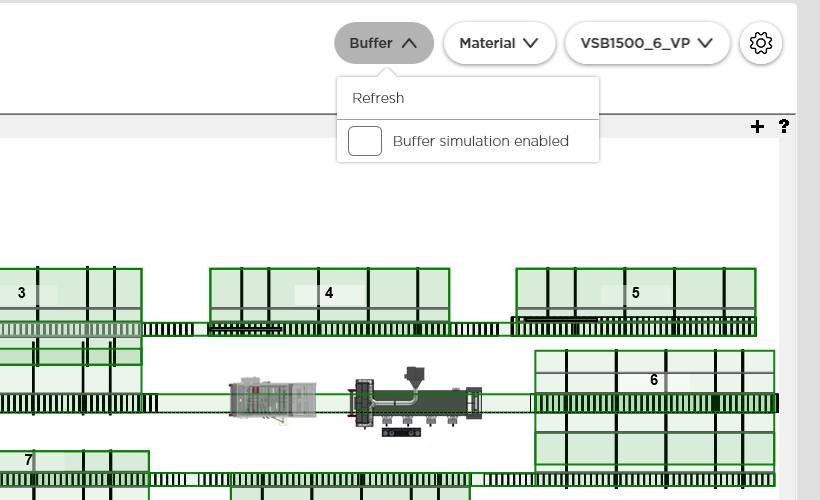 Buffer
Material
VSB1500_6_VP
Refresh
Buffer simulation enabled
+ ?
3
4
5
6
7